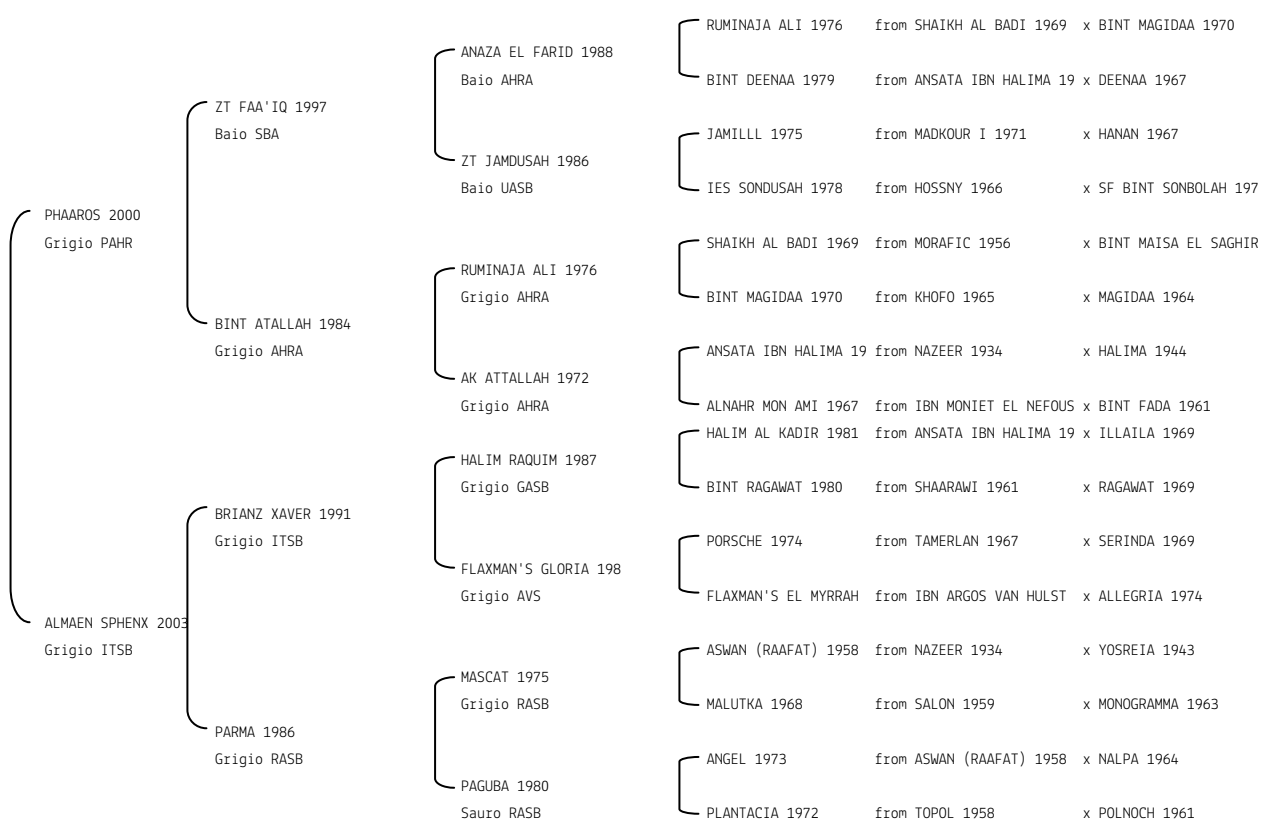 RUMINAJA ALI 1976 from SHAIKH AL BADI 1969 x BINT MAGIDAA 1970
ANAZA EL FARID 1988
Baio AHRA
BINT DEENAA 1979 from ANSATA IBN HALIMA 19 x DEENAA 1967
ZT FAA'IQ 1997
Baio SBA
JAMILLL 1975 from MADKOUR I 1971 x HANAN 1967
ZT JAMDUSAH 1986
Baio UASB
IES SONDUSAH 1978 from HOSSNY 1966 x SF BINT SONBOLAH 197
PHAAROS 2000
Grigio PAHR
SHAIKH AL BADI 1969 from MORAFIC 1956 x BINT MAISA EL SAGHIR
RUMINAJA ALI 1976
Grigio AHRA
BINT MAGIDAA 1970 from KHOFO 1965 x MAGIDAA 1964
BINT ATALLAH 1984
Grigio AHRA
ANSATA IBN HALIMA 19 from NAZEER 1934 x HALIMA 1944
AK ATTALLAH 1972
Grigio AHRA
ALNAHR MON AMI 1967 from IBN MONIET EL NEFOUS x BINT FADA 1961
HALIM AL KADIR 1981 from ANSATA IBN HALIMA 19 x ILLAILA 1969
HALIM RAQUIM 1987
Grigio GASB
BINT RAGAWAT 1980 from SHAARAWI 1961 x RAGAWAT 1969
BRIANZ XAVER 1991
Grigio ITSB
PORSCHE 1974 from TAMERLAN 1967 x SERINDA 1969
FLAXMAN'S GLORIA 198
Grigio AVS
FLAXMAN'S EL MYRRAH from IBN ARGOS VAN HULST x ALLEGRIA 1974
ALMAEN SPHENX 2003
Grigio ITSB
ASWAN (RAAFAT) 1958 from NAZEER 1934 x YOSREIA 1943
MASCAT 1975
Grigio RASB
MALUTKA 1968 from SALON 1959 x MONOGRAMMA 1963
PARMA 1986
Grigio RASB
ANGEL 1973 from ASWAN (RAAFAT) 1958 x NALPA 1964
PAGUBA 1980
Sauro RASB
PLANTACIA 1972 from TOPOL 1958 x POLNOCH 1961